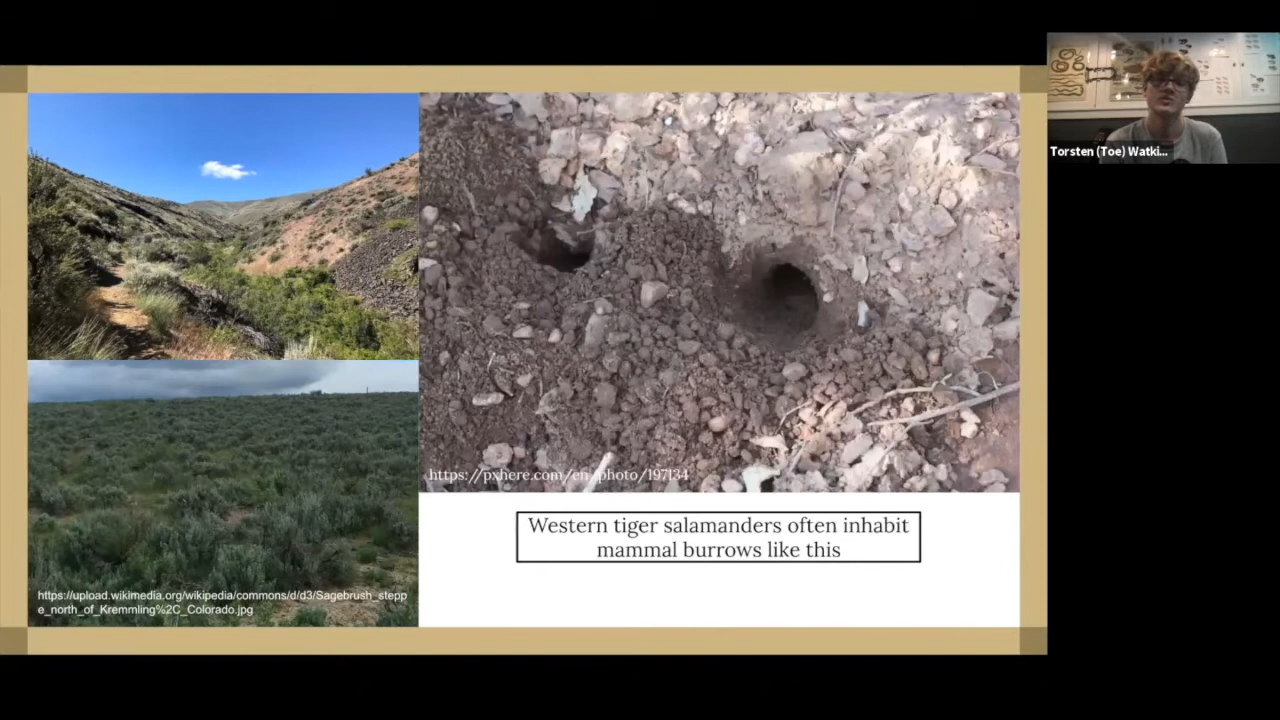 Torsten (Toe) Watki...
https://pxhere.com/en/photo/197134
Western tiger salamanders often inhabit
mammal burrows like this
https://upload.wikimedia.org/wikipedia/commons/d/d3/Sagebrush_stepp
e_north_of_Kremmling%2C_Colorado.jpg